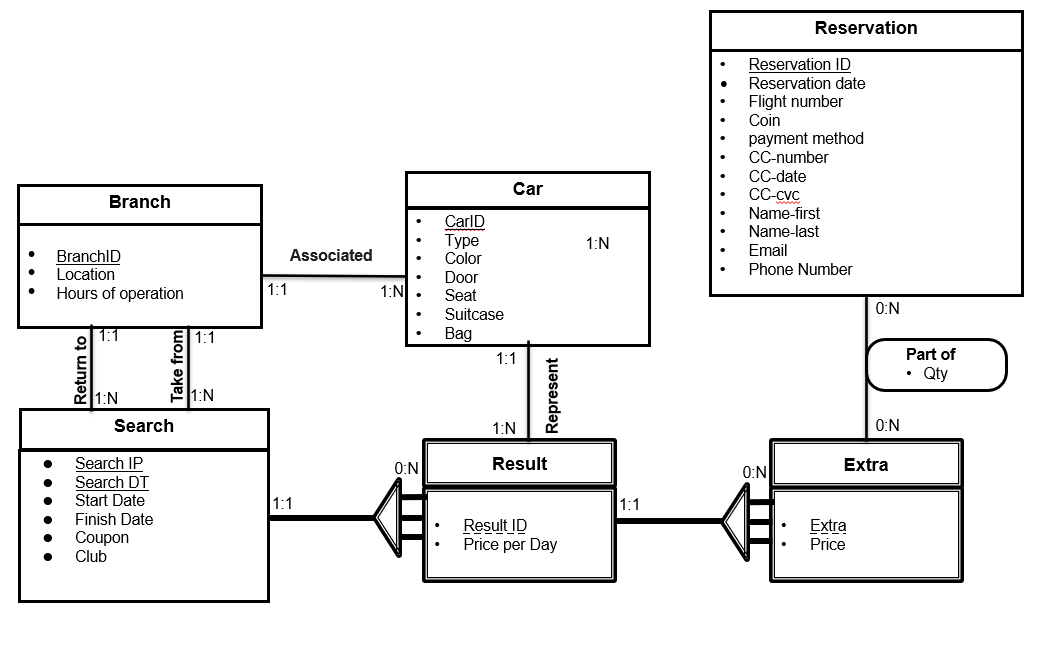 Reservation
• Reservation ID
• Reservation date
• Flight number
• Coin
• payment method
• CC-number
• CC-date
• CC-cvc
• Name-first
• Name-last
• Email
• Phone Number
Car
• CarID
• Type
• Color
• Door
• Seat
• Suitcase
• Bag
1:N
Branch
• BranchID
• Location
• Hours of operation
Associated
1:1
1:N
0:N
Part of
• Qty
0:N
Return to
1:1
1:N
Take from
1:1
1:N
1:1
Represent
1:N
Search
● Search IP
● Search DT
● Start Date
● Finish Date
● Coupon
● Club
1:1
0:N
Result
• Result ID
• Price per Day
1:1
0:N
Extra
• Extra
• Price